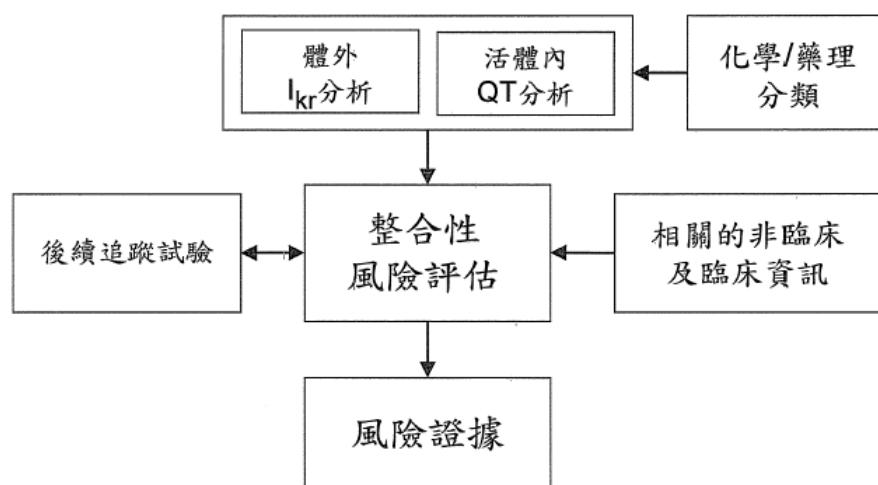 體外
Ikr分析
活體內
QT分析
化學/藥理
分類
後續追蹤試驗
整合性
風險評估
相關的非臨床
及臨床資訊
風險證據